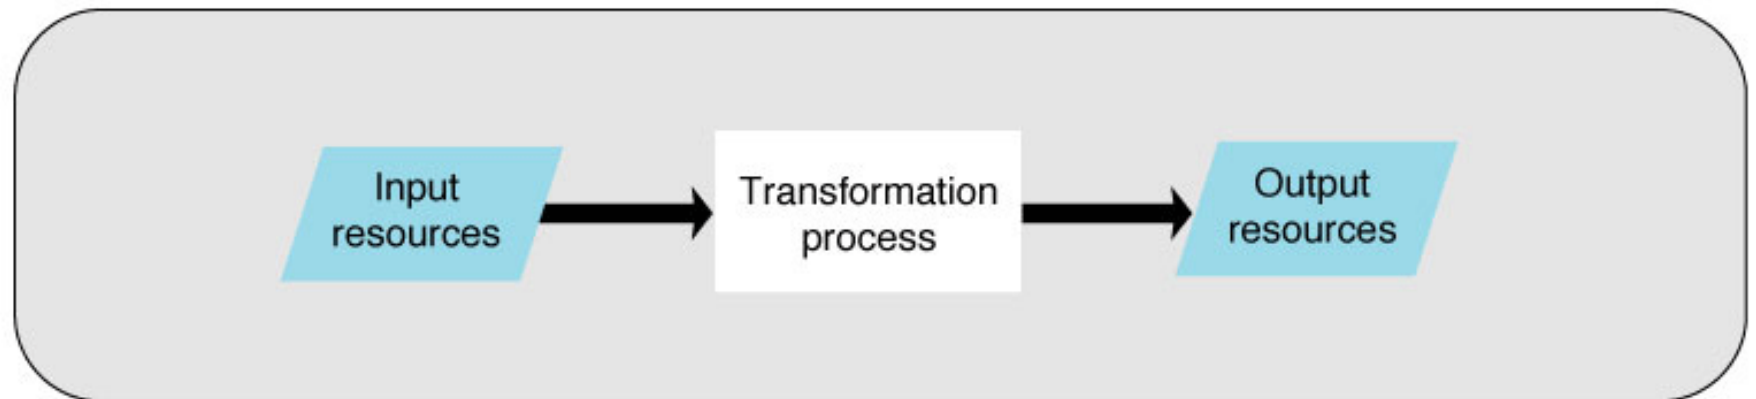 Input
resources
Transformation
process
Output
resources